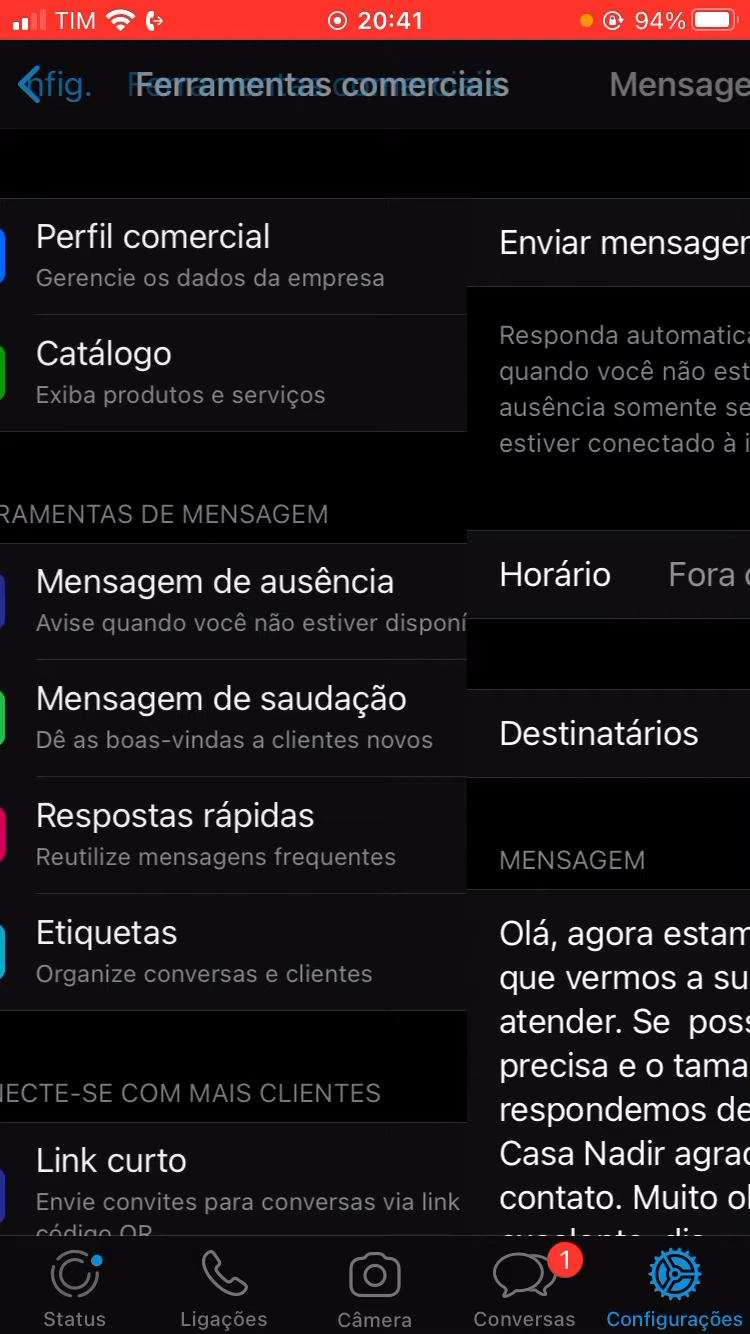 TIM 20:41 94%
nfig. Ferramentas comerciais Mensage
Perfil comercial
Gerencie os dados da empresa
Catálogo
Exiba produtos e serviços
RAMENTAS DE MENSAGEM
Mensagem de ausência
Avise quando você não estiver disponí
Mensagem de saudação
Dê as boas-vindas a clientes novos
Respostas rápidas
Reutilize mensagens frequentes
Etiquetas
Organize conversas e clientes
NECTE-SE COM MAIS CLIENTES
Link curto
Envie convites para conversas via link
código QR
Enviar mensagen
Responda automatica
quando você não est
ausência somente se
estiver conectado à i
Horário Fora d
Destinatários
MENSAGEM
Olá, agora estam
que vermos a su
atender. Se poss
precisa e o tama
respondemos de
Casa Nadir agrad
contato. Muito ob
Status
Ligações
Câmera
1
Conversas
Configurações